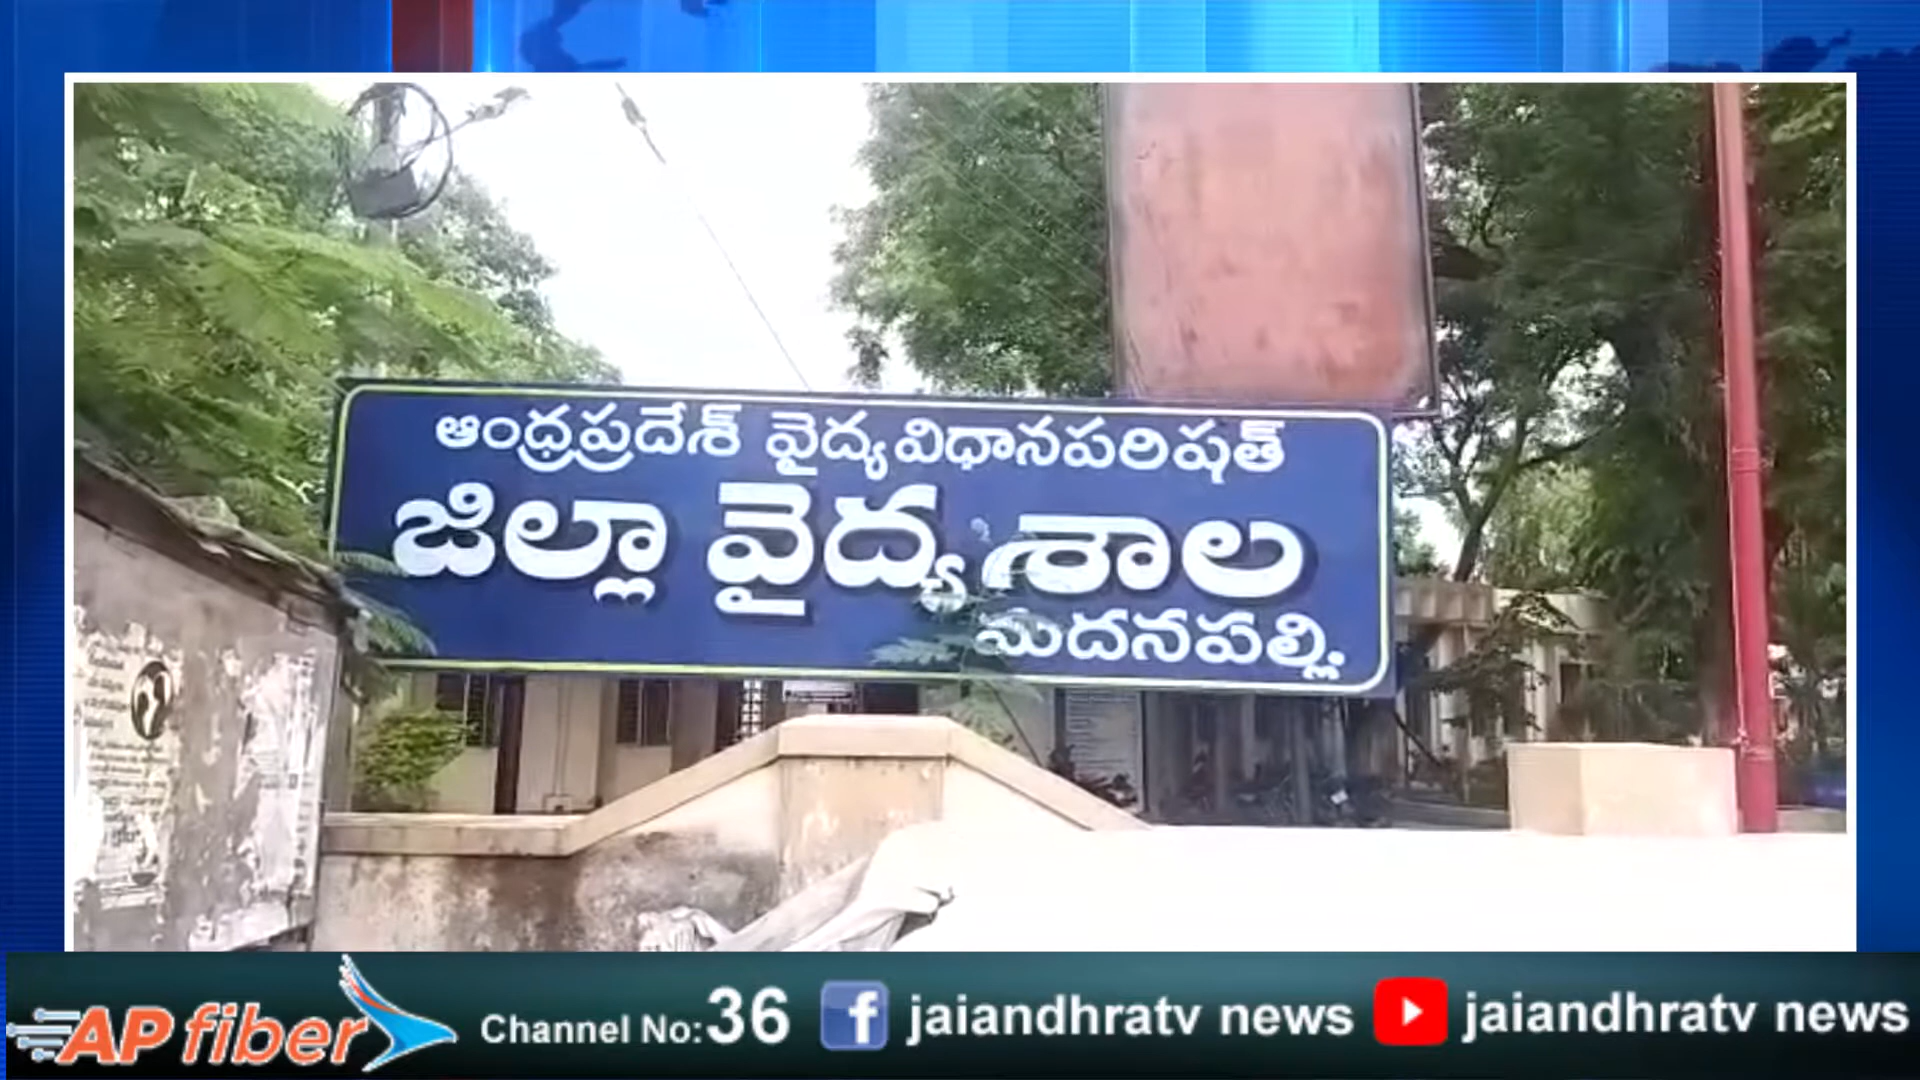 ఆంధ్రప్రదేశ్ వైద్యవిధానపరిషత్
జిల్లా వైద్యశాల
మదనపల్లి.
AP fiber Channel No:36 jaiandhratv news jaiandhratv news